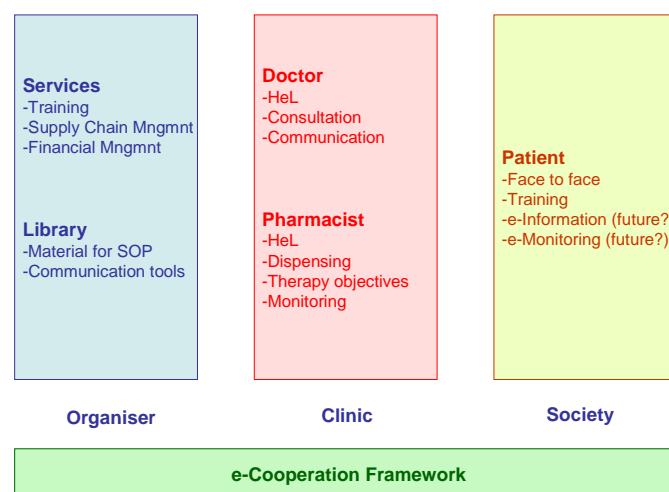 Services
-Training
-Supply Chain Mngmnt
-Financial Mngmnt
Library
-Material for SOP
-Communication tools
Doctor
-HeL
-Consultation
-Communication
Pharmacist
-HeL
-Dispensing
-Therapy objectives
-Monitoring
Patient
-Face to face
-Training
-e-Information (future?
-e-Monitoring (future?)
Organiser
Clinic
Society
e-Cooperation Framework